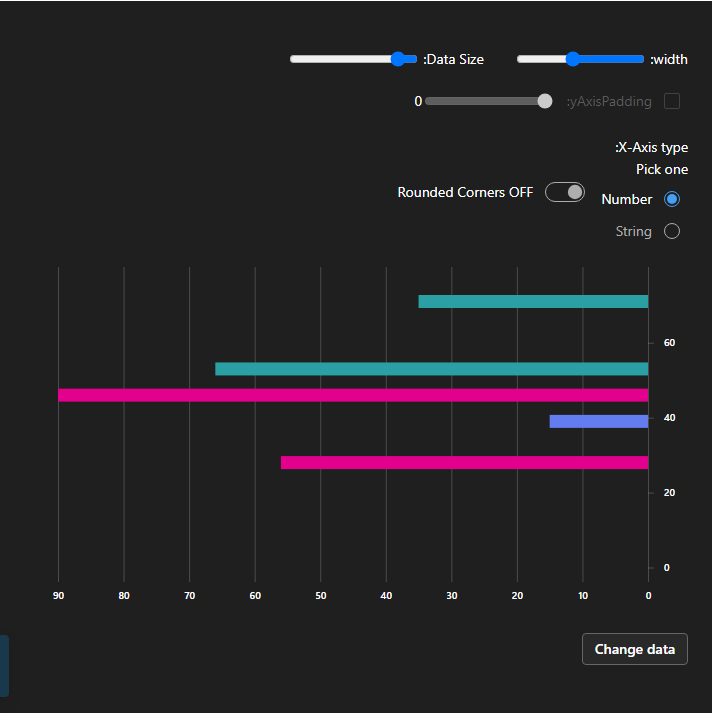 :width
:Data Size
:yAxisPadding
0
:X-Axis type
Pick one
Number
Rounded Corners OFF
String
60
40
20
0
90 80 70 60 50 40 30 20 10 0
Change data